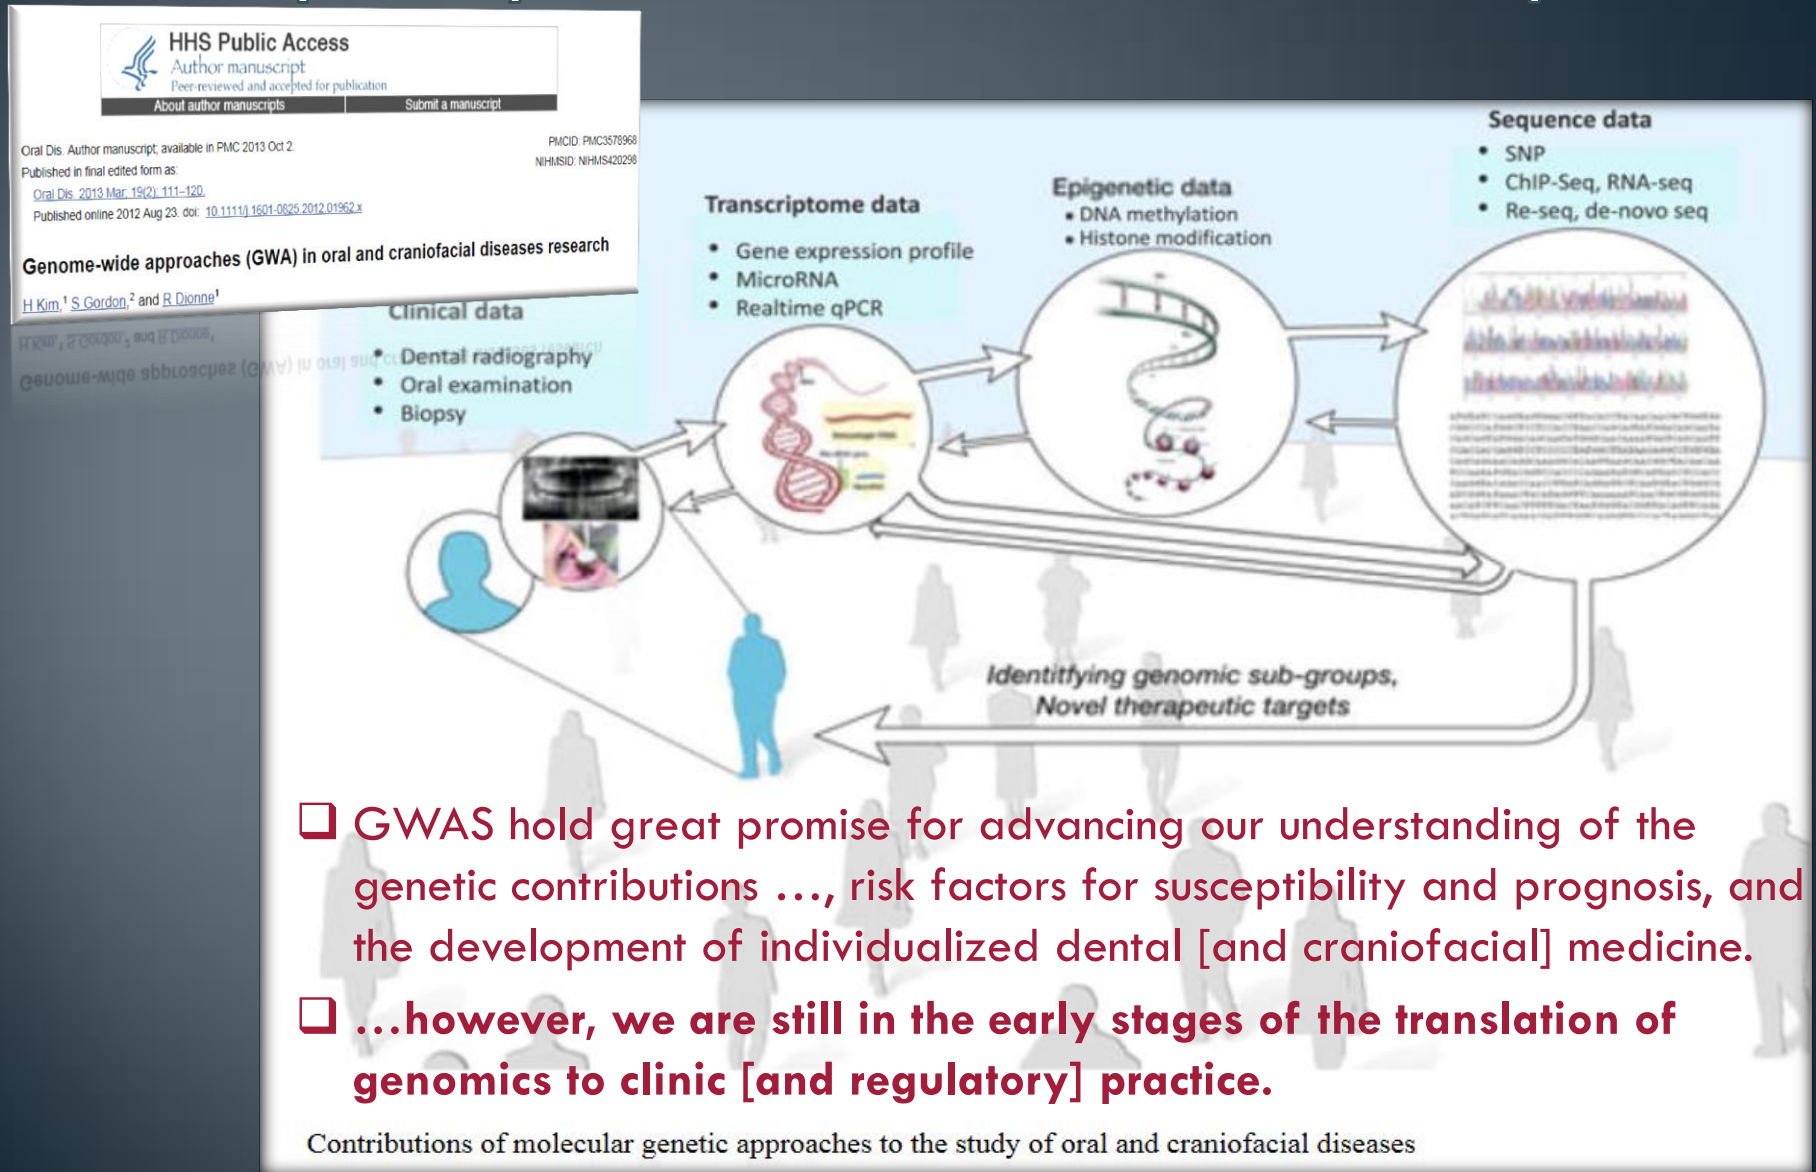 HHS Public Access
Author manuscript
Peer-reviewed and accepted for publication
About author manuscripts
Submit a manuscript
Oral Dis. Author manuscript; available in PMC 2013 Oct 2.
PMCID: PMC3578968
NIHMSID: NIHMS420298
Published in final edited form as:
Oral Dis. 2013 Mar; 19(2): 111–120.
Published online 2012 Aug 23. doi: 10.1111/j.1601-0825.2012.01962.x
Genome-wide approaches (GWA) in oral and craniofacial diseases research
H Kim,1 S Gordon,2 and R Dionne1
Clinical data
• Dental radiography
• Oral examination
• Biopsy
Transcriptome data
• Gene expression profile
• MicroRNA
• Realtime qPCR
Epigenetic data
• DNA methylation
• Histone modification
Sequence data
• SNP
• ChIP-Seq, RNA-seq
• Re-seq, de-novo seq
Identitfying genomic sub-groups,
Novel therapeutic targets
❑ GWAS hold great promise for advancing our understanding of the
genetic contributions …, risk factors for susceptibility and prognosis, and
the development of individualized dental [and craniofacial] medicine.
❑ …however, we are still in the early stages of the translation of
genomics to clinic [and regulatory] practice.
Contributions of molecular genetic approaches to the study of oral and craniofacial diseases